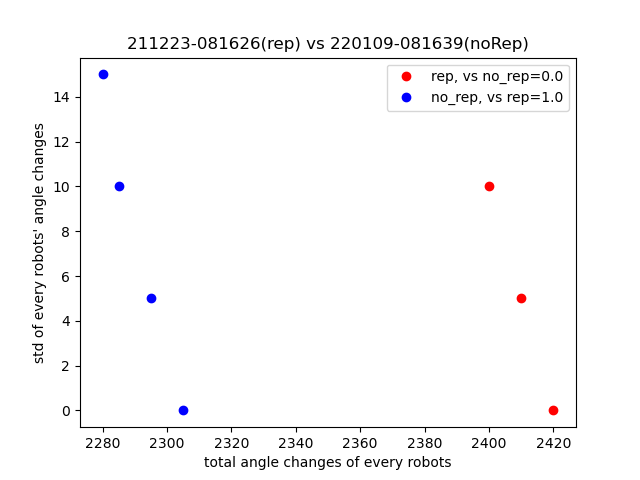 211223-081626(rep) vs 220109-081639(noRep)
rep, vs no_rep=0.0
no_rep, vs rep=1.0
std of every robots' angle changes
14
12
10
8
6
4
2
0
2280 2300 2320 2340 2360 2380 2400 2420
total angle changes of every robots